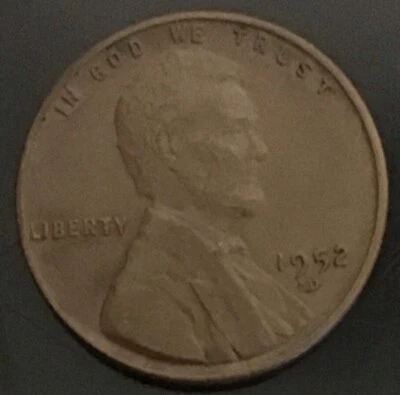 IN GOD WE TRUST
LIBERTY
1952
D